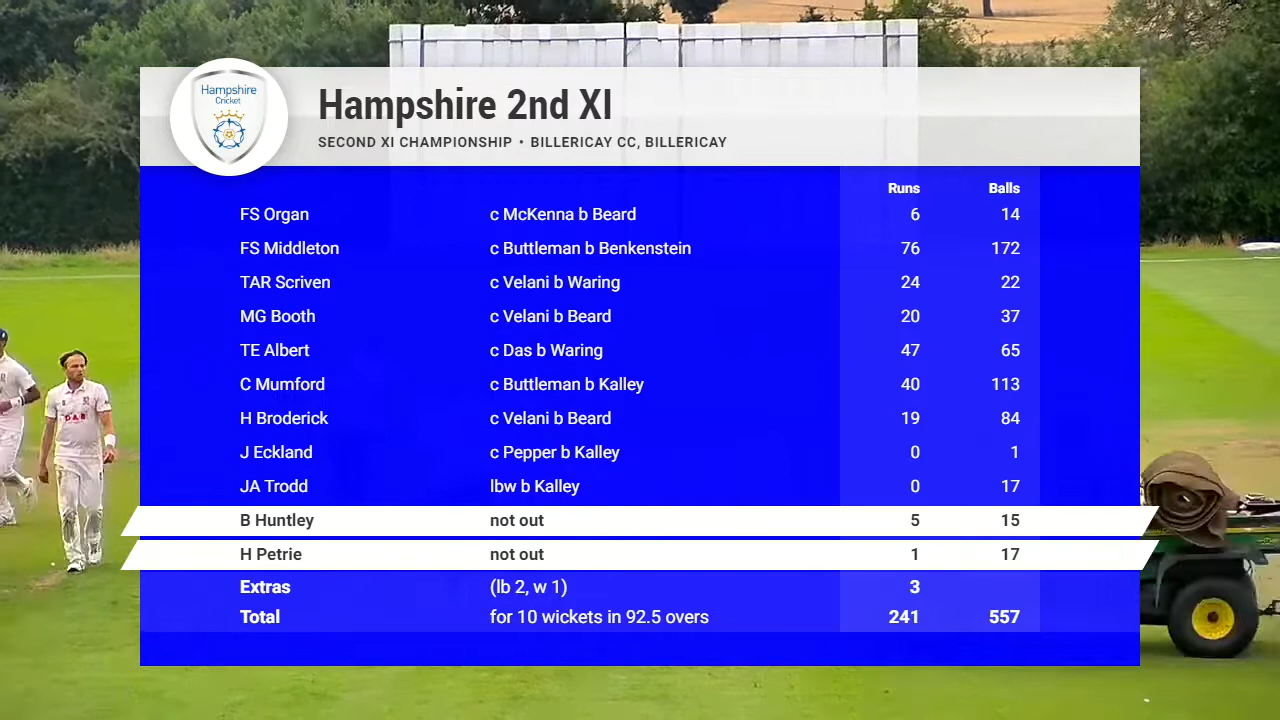 Hampshire
Cricket
Hampshire 2nd XI
SECOND XI CHAMPIONSHIP • BILLERICAY CC, BILLERICAY
Runs Balls
FS Organ c McKenna b Beard 6 14
FS Middleton c Buttleman b Benkenstein 76 172
TAR Scriven c Velani b Waring 24 22
MG Booth c Velani b Beard 20 37
TE Albert c Das b Waring 47 65
C Mumford c Buttleman b Kalley 40 113
H Broderick c Velani b Beard 19 84
J Eckland c Pepper b Kalley 0 1
JA Trodd lbw b Kalley 0 17
B Huntley not out 5 15
H Petrie not out 1 17
Extras (lb 2, w 1) 3
Total for 10 wickets in 92.5 overs 241 557
DAB